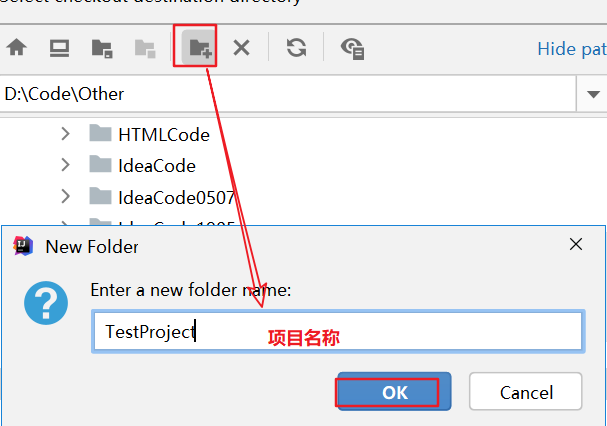 Select checkout destination directory
Hide pat
D:\Code\Other
HTMLCode
IdeaCode
IdeaCode0507
New Folder
Enter a new folder name:
TestProject
项目名称
OK
Cancel